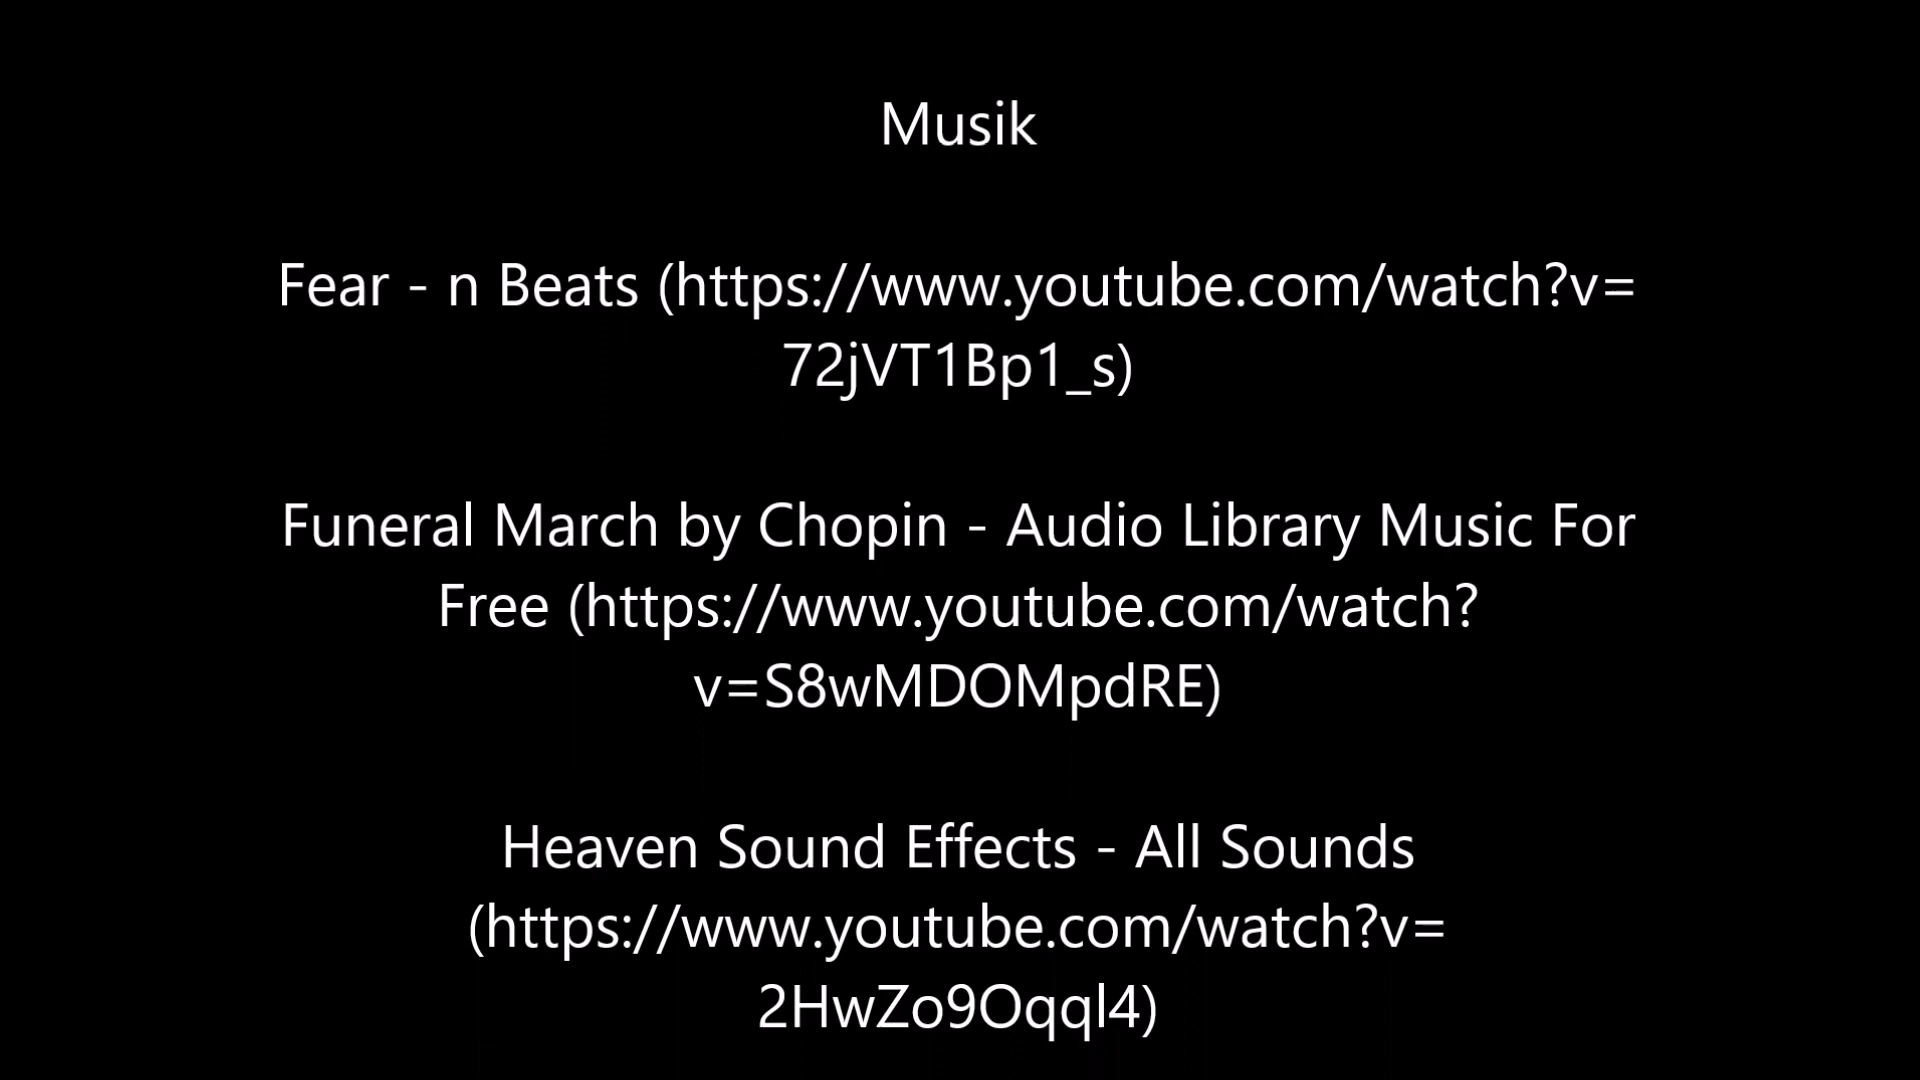 Musik
Fear - n Beats (https://www.youtube.com/watch?v=
72jVT1Bp1_s)
Funeral March by Chopin - Audio Library Music For
Free (https://www.youtube.com/watch?
v=S8wMDOMpdRE)
Heaven Sound Effects - All Sounds
(https://www.youtube.com/watch?v=
2HwZo9Oqql4)